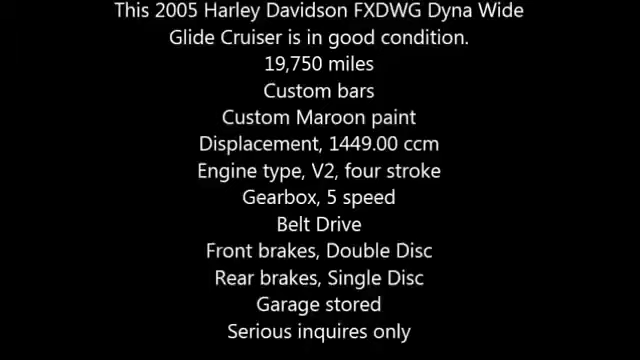 This 2005 Harley Davidson FXDWG Dyna Wide
Glide Cruiser is in good condition.
19,750 miles
Custom bars
Custom Maroon paint
Displacement, 1449.00 ccm
Engine type, V2, four stroke
Gearbox, 5 speed
Belt Drive
Front brakes, Double Disc
Rear brakes, Single Disc
Garage stored
Serious inquires only